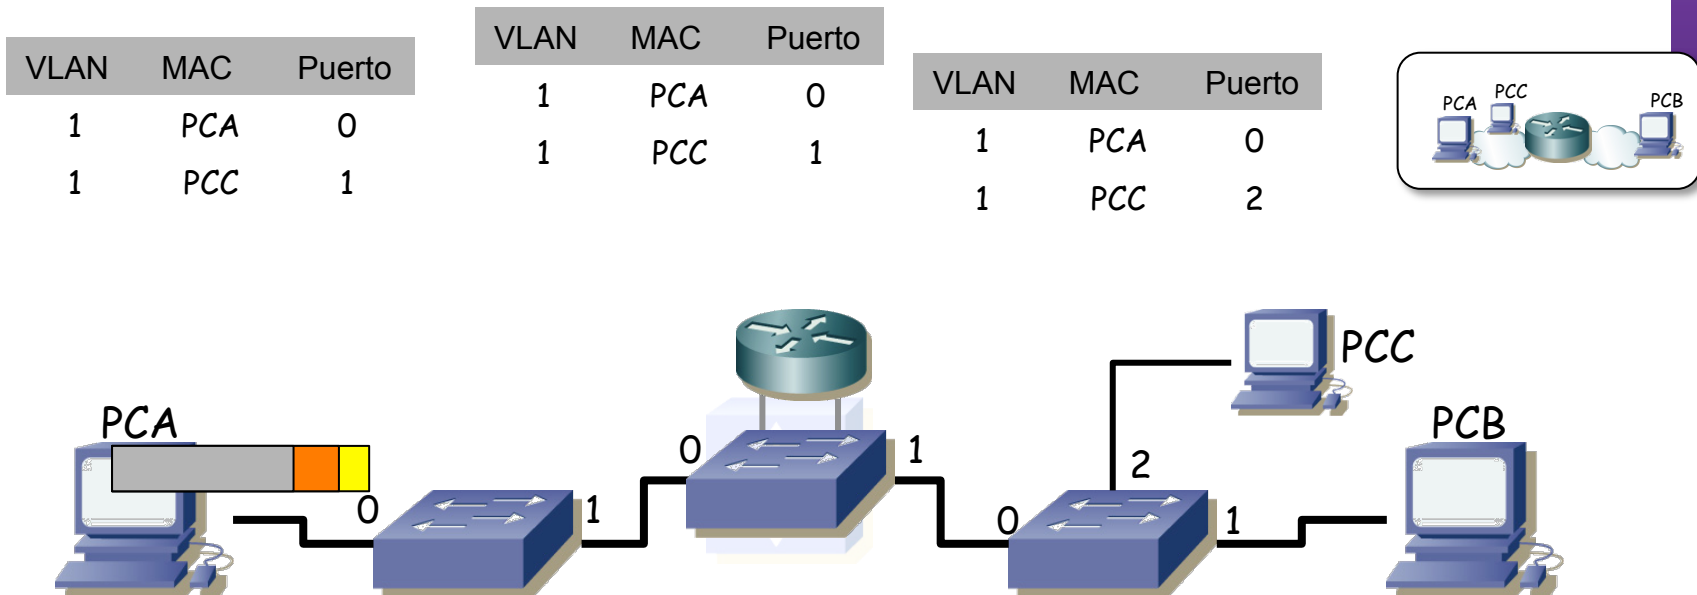 VLAN MAC Puerto
1 PCA 0
1 PCC 1
VLAN MAC Puerto
1 PCA 0
1 PCC 1
VLAN MAC Puerto
1 PCA 0
1 PCC 2
PCA PCC PCB
PCC
PCA
PCB
0 1
2
0 1
0 1